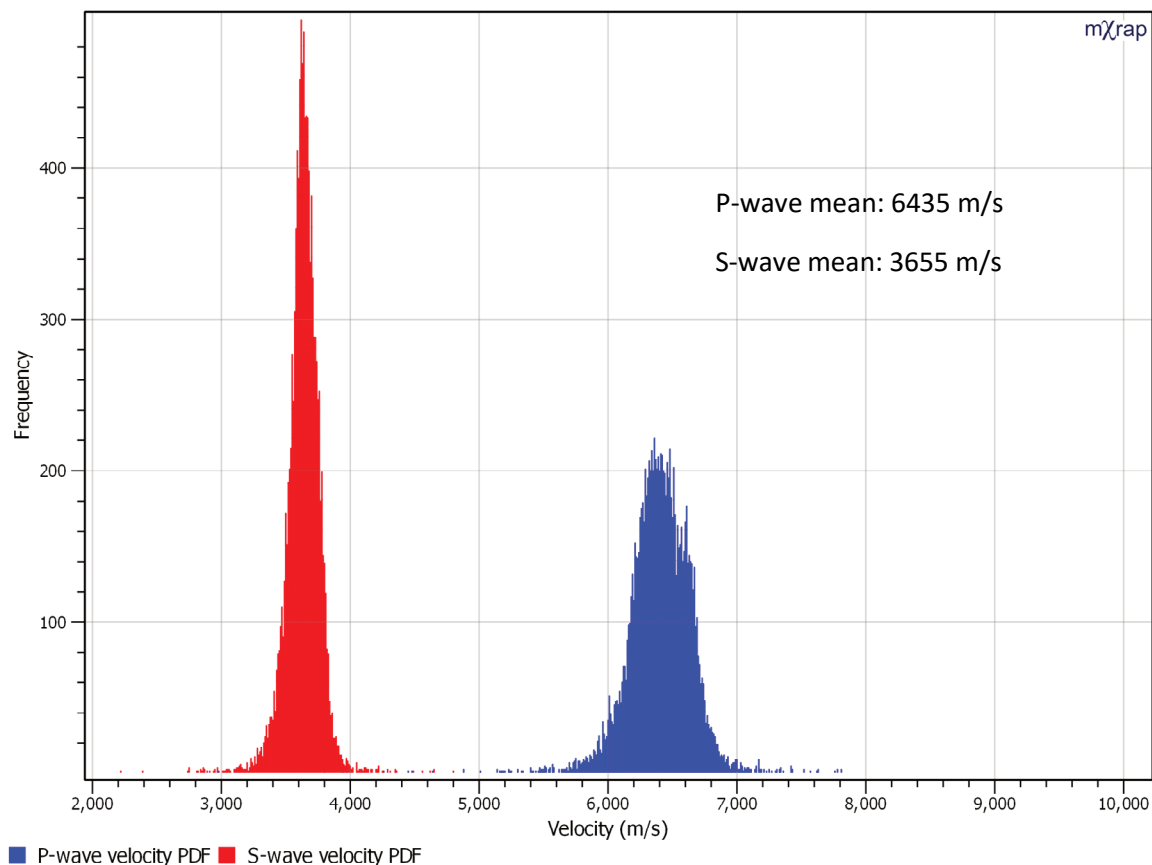 mXrap
400
300
200
100
Frequency
P-wave mean: 6435 m/s
S-wave mean: 3655 m/s
2,000 3,000 4,000 5,000 6,000 7,000 8,000 9,000 10,000
Velocity (m/s)
P-wave velocity PDF S-wave velocity PDF